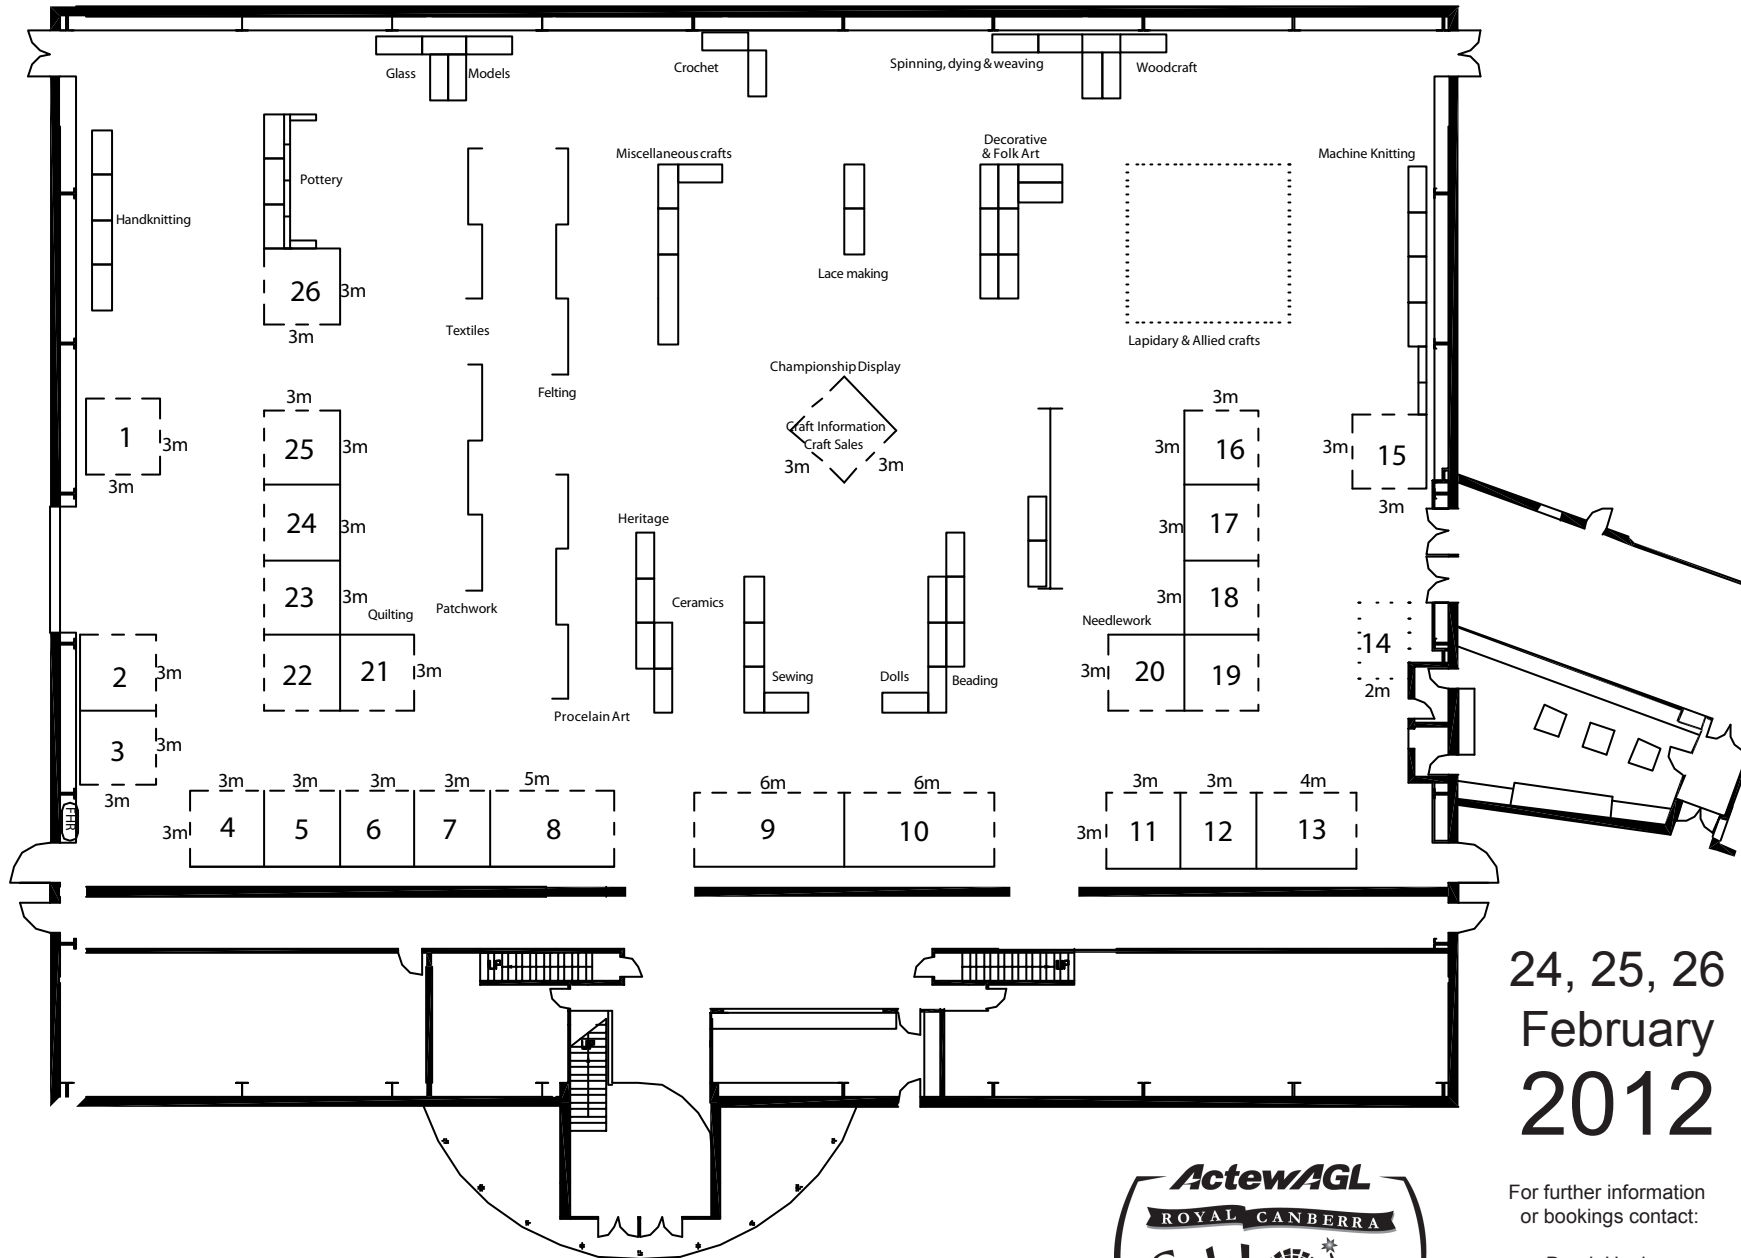 Glass
Models
Crochet
Spinning, dying & weaving
Woodcraft
Handknitting
Pottery
Miscellaneous crafts
Decorative
& Folk Art
Machine Knitting
Lace making
26
3m
3m
Textiles
Felting
Lapidary & Allied crafts
Championship Display
Craft Information
Craft Sales
3m
3m
1
3m
3m
3m
25
3m
24
3m
23
3m
Quilting
22
21
3m
Patchwork
Heritage
Ceramics
Procelain Art
Sewing
Dolls
Beading
Needlework
3m
3m
16
3m
17
3m
18
3m
20
19
3m
15
3m
14
2m
2
3m
3
3m
3m
FHR
3m
3m
3m
3m
5m
3m
4
5
6
7
8
6m
6m
9
10
3m
3m
4m
3m
11
12
13
UP
UP
UP
24, 25, 26
February
2012
ActewAGL
ROYAL CANBERRA
For further information
or bookings contact: